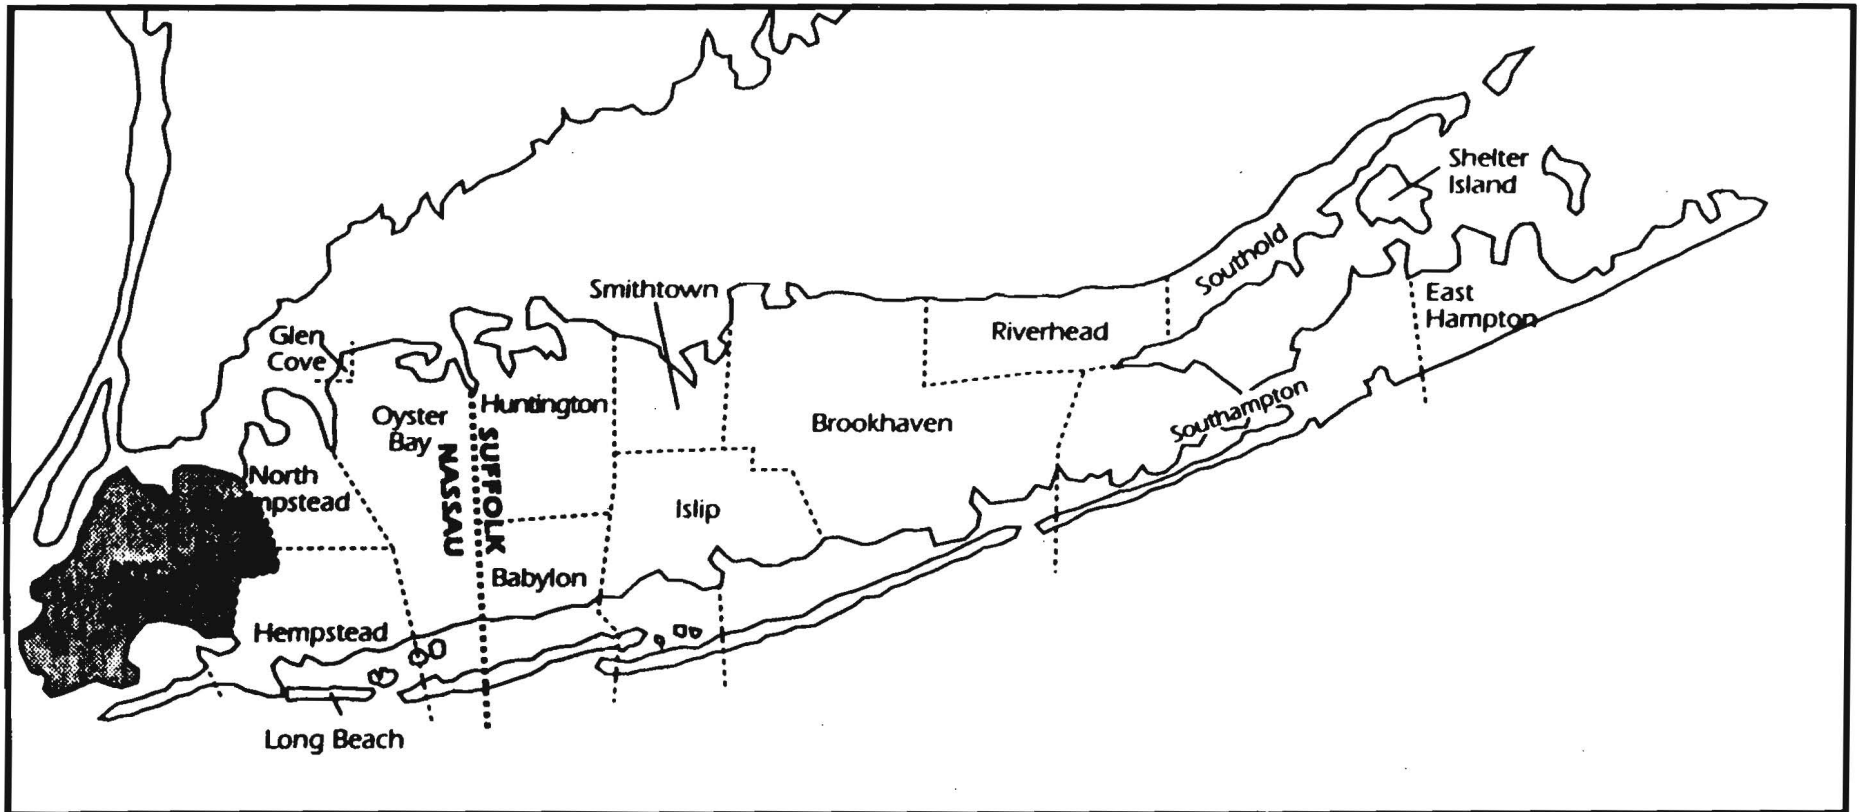 Shelter
Island
Southold
Smithtown
East
Hampton
Riverhead
Glen
Cove
Oyster
Bay
Huntington
Southampton
Brookhaven
NASSAU
SUFFOLK
North
mpstead
Islip
Babylon
Hempstead
Long Beach